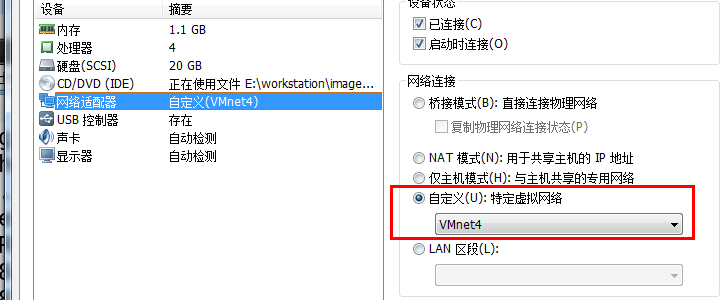 设备 摘要
内存 1.1 GB
处理器 4
硬盘(SCSI) 20 GB
CD/DVD (IDE) 正在使用文件 E:\workstation\image...
网络适配器 自定义(VMnet4)
USB 控制器 存在
声卡 自动检测
显示器 自动检测
设备状态
已连接(C)
启动时连接(O)
网络连接
桥接模式(B): 直接连接物理网络
复制物理网络连接状态(P)
NAT 模式(N): 用于共享主机的 IP 地址
仅主机模式(H): 与主机共享的专用网络
自定义(U): 特定虚拟网络
VMnet4
LAN 区段(L):